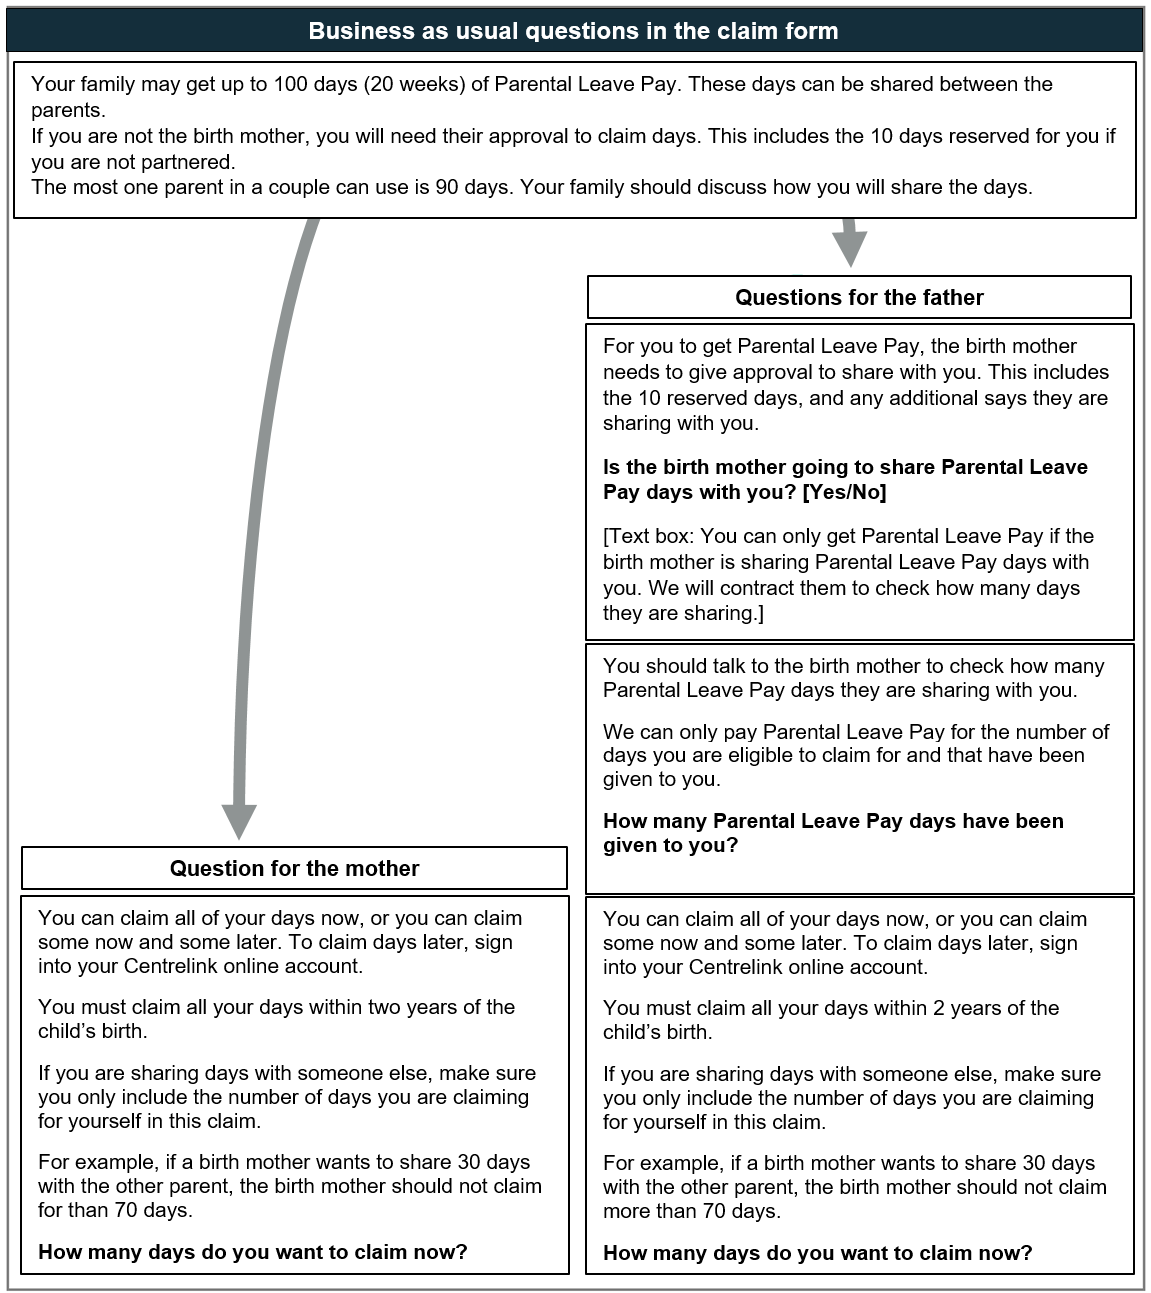 Business as usual questions in the claim form
Your family may get up to 100 days (20 weeks) of Parental Leave Pay. These days can be shared between the
parents.
If you are not the birth mother, you will need their approval to claim days. This includes the 10 days reserved for you if
you are not partnered.
The most one parent in a couple can use is 90 days. Your family should discuss how you will share the days.
Questions for the father
For you to get Parental Leave Pay, the birth mother
needs to give approval to share with you. This includes
the 10 reserved days, and any additional says they are
sharing with you.
Is the birth mother going to share Parental Leave
Pay days with you? [Yes/No]
[Text box: You can only get Parental Leave Pay if the
birth mother is sharing Parental Leave Pay days with
you. We will contract them to check how many days
they are sharing.]
You should talk to the birth mother to check how many
Parental Leave Pay days they are sharing with you.
We can only pay Parental Leave Pay for the number of
days you are eligible to claim for and that have been
given to you.
How many Parental Leave Pay days have been
given to you?
Question for the mother
You can claim all of your days now, or you can claim
some now and some later. To claim days later, sign
into your Centrelink online account.
You must claim all your days within two years of the
child’s birth.
If you are sharing days with someone else, make sure
you only include the number of days you are claiming
for yourself in this claim.
For example, if a birth mother wants to share 30 days
with the other parent, the birth mother should not claim
for than 70 days.
How many days do you want to claim now?
You can claim all of your days now, or you can claim
some now and some later. To claim days later, sign
into your Centrelink online account.
You must claim all your days within 2 years of the
child’s birth.
If you are sharing days with someone else, make sure
you only include the number of days you are claiming
for yourself in this claim.
For example, if a birth mother wants to share 30 days
with the other parent, the birth mother should not claim
more than 70 days.
How many days do you want to claim now?